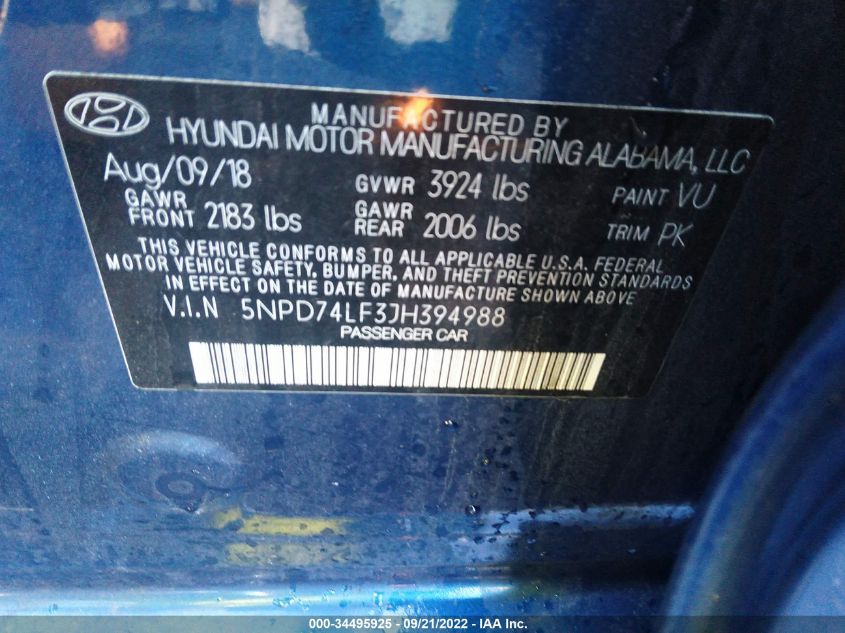 MANUFACTURED BY
HYUNDAI MOTOR MANUFACTURING ALABAMA, LLC
Aug/09/18 GVWR 3924 lbs PAINT VU
GAWR FRONT 2183 lbs GAWR REAR 2006 lbs TRIM PK
THIS VEHICLE CONFORMS TO ALL APPLICABLE U.S.A. FEDERAL
MOTOR VEHICLE SAFETY, BUMPER, AND THEFT PREVENTION STANDARDS
IN EFFECT ON THE DATE OF MANUFACTURE SHOWN ABOVE
V.I.N 5NPD74LF3JH394988
PASSENGER CAR
000-34495925 - 09/21/2022 - IAA Inc.